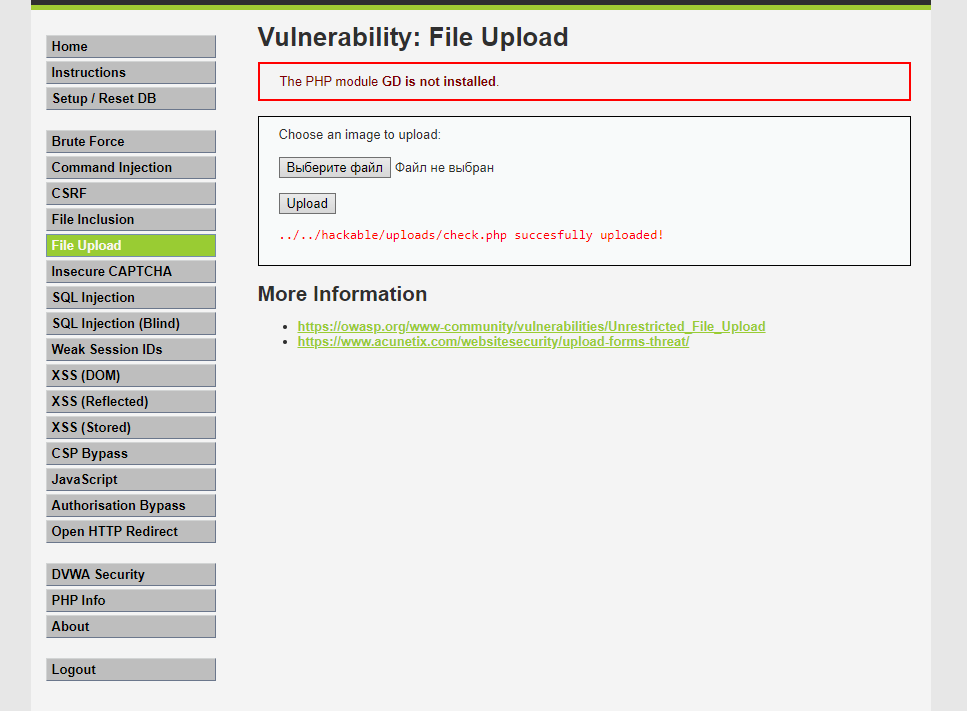 Home
Instructions
Setup / Reset DB
Brute Force
Command Injection
CSRF
File Inclusion
File Upload
Insecure CAPTCHA
SQL Injection
SQL Injection (Blind)
Weak Session IDs
XSS (DOM)
XSS (Reflected)
XSS (Stored)
CSP Bypass
JavaScript
Authorisation Bypass
Open HTTP Redirect
DVWA Security
PHP Info
About
Logout
Vulnerability: File Upload
The PHP module GD is not installed.
Choose an image to upload:
Выберите файл Файл не выбран
Upload
../../hackable/uploads/check.php succesfully uploaded!
More Information
https://owasp.org/www-community/vulnerabilities/Unrestricted_File_Upload
https://www.acunetix.com/websitesecurity/upload-forms-threat/